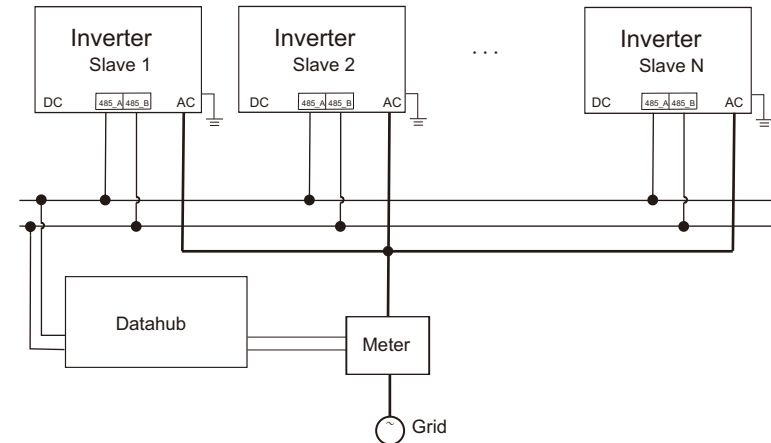 Inverter
Slave 1
DC
485_A
485_B
AC
Inverter
Slave 2
DC
485_A
485_B
AC
...
Inverter
Slave N
DC
485_A
485_B
AC
Datahub
Meter
~
Grid